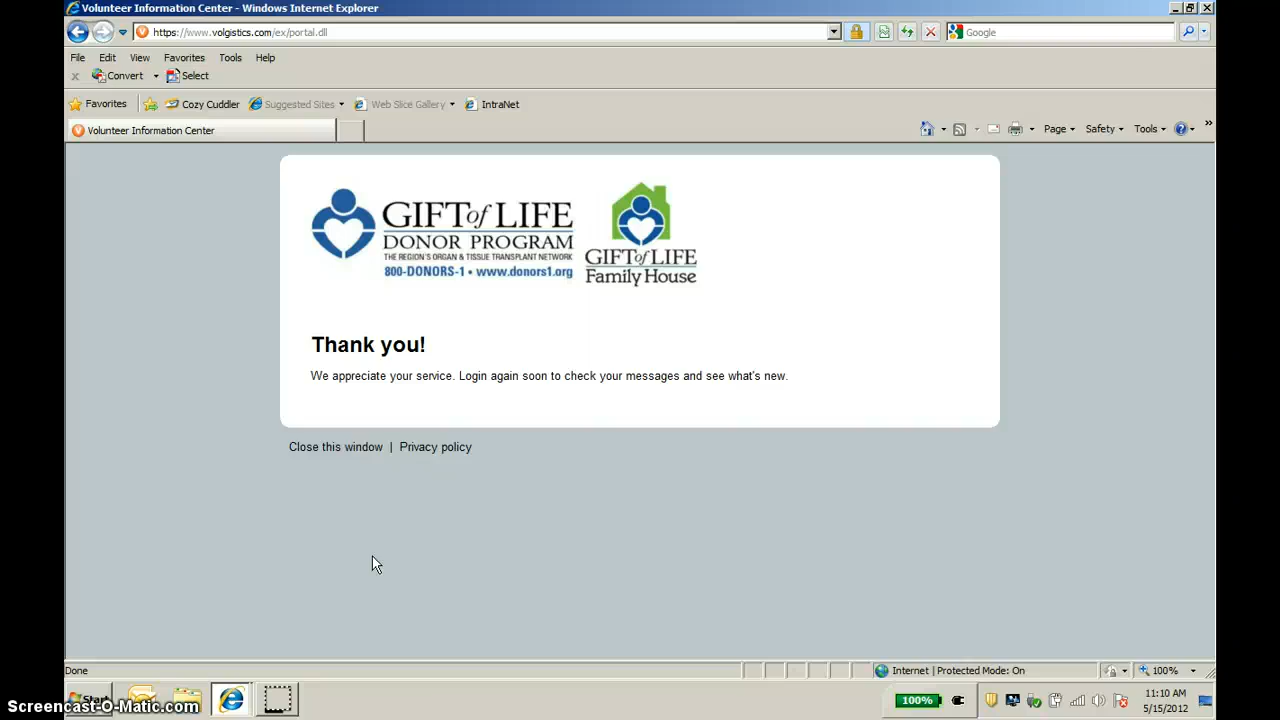 Volunteer Information Center - Windows Internet Explorer
https://www.volgistics.com/ex/portal.dll
Google
File Edit View Favorites Tools Help
x Convert Select
Favorites Cozy Cuddler Suggested Sites Web Slice Gallery IntraNet
Volunteer Information Center
Page Safety Tools »
GIFT of LIFE
DONOR PROGRAM
THE REGION'S ORGAN & TISSUE TRANSPLANT NETWORK
800-DONORS-1 • www.donors1.org
GIFT of LIFE
Family House
Thank you!
We appreciate your service. Login again soon to check your messages and see what's new.
Close this window | Privacy policy
Done
Internet | Protected Mode: On
100%
Start
100%
11:10 AM
5/15/2012
Screencast-O-Matic.com